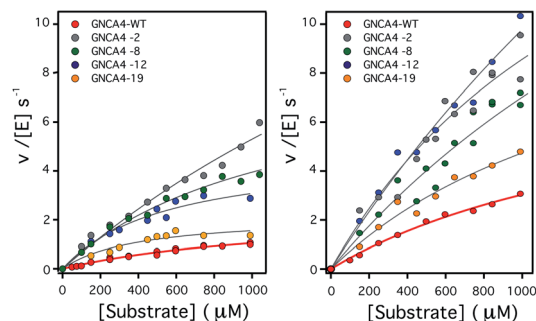 10
8
6
4
2
0
v /[E] s⁻¹
GNCA4-WT
GNCA4 -2
GNCA4 -8
GNCA4 -12
GNCA4-19
0 200 400 600 800 1000
[Substrate] ( μM)
10
8
6
4
2
0
v /[E] s⁻¹
GNCA4-WT
GNCA4 -2
GNCA4 -8
GNCA4 -12
GNCA4-19
0 200 400 600 800 1000
[Substrate] ( μM)